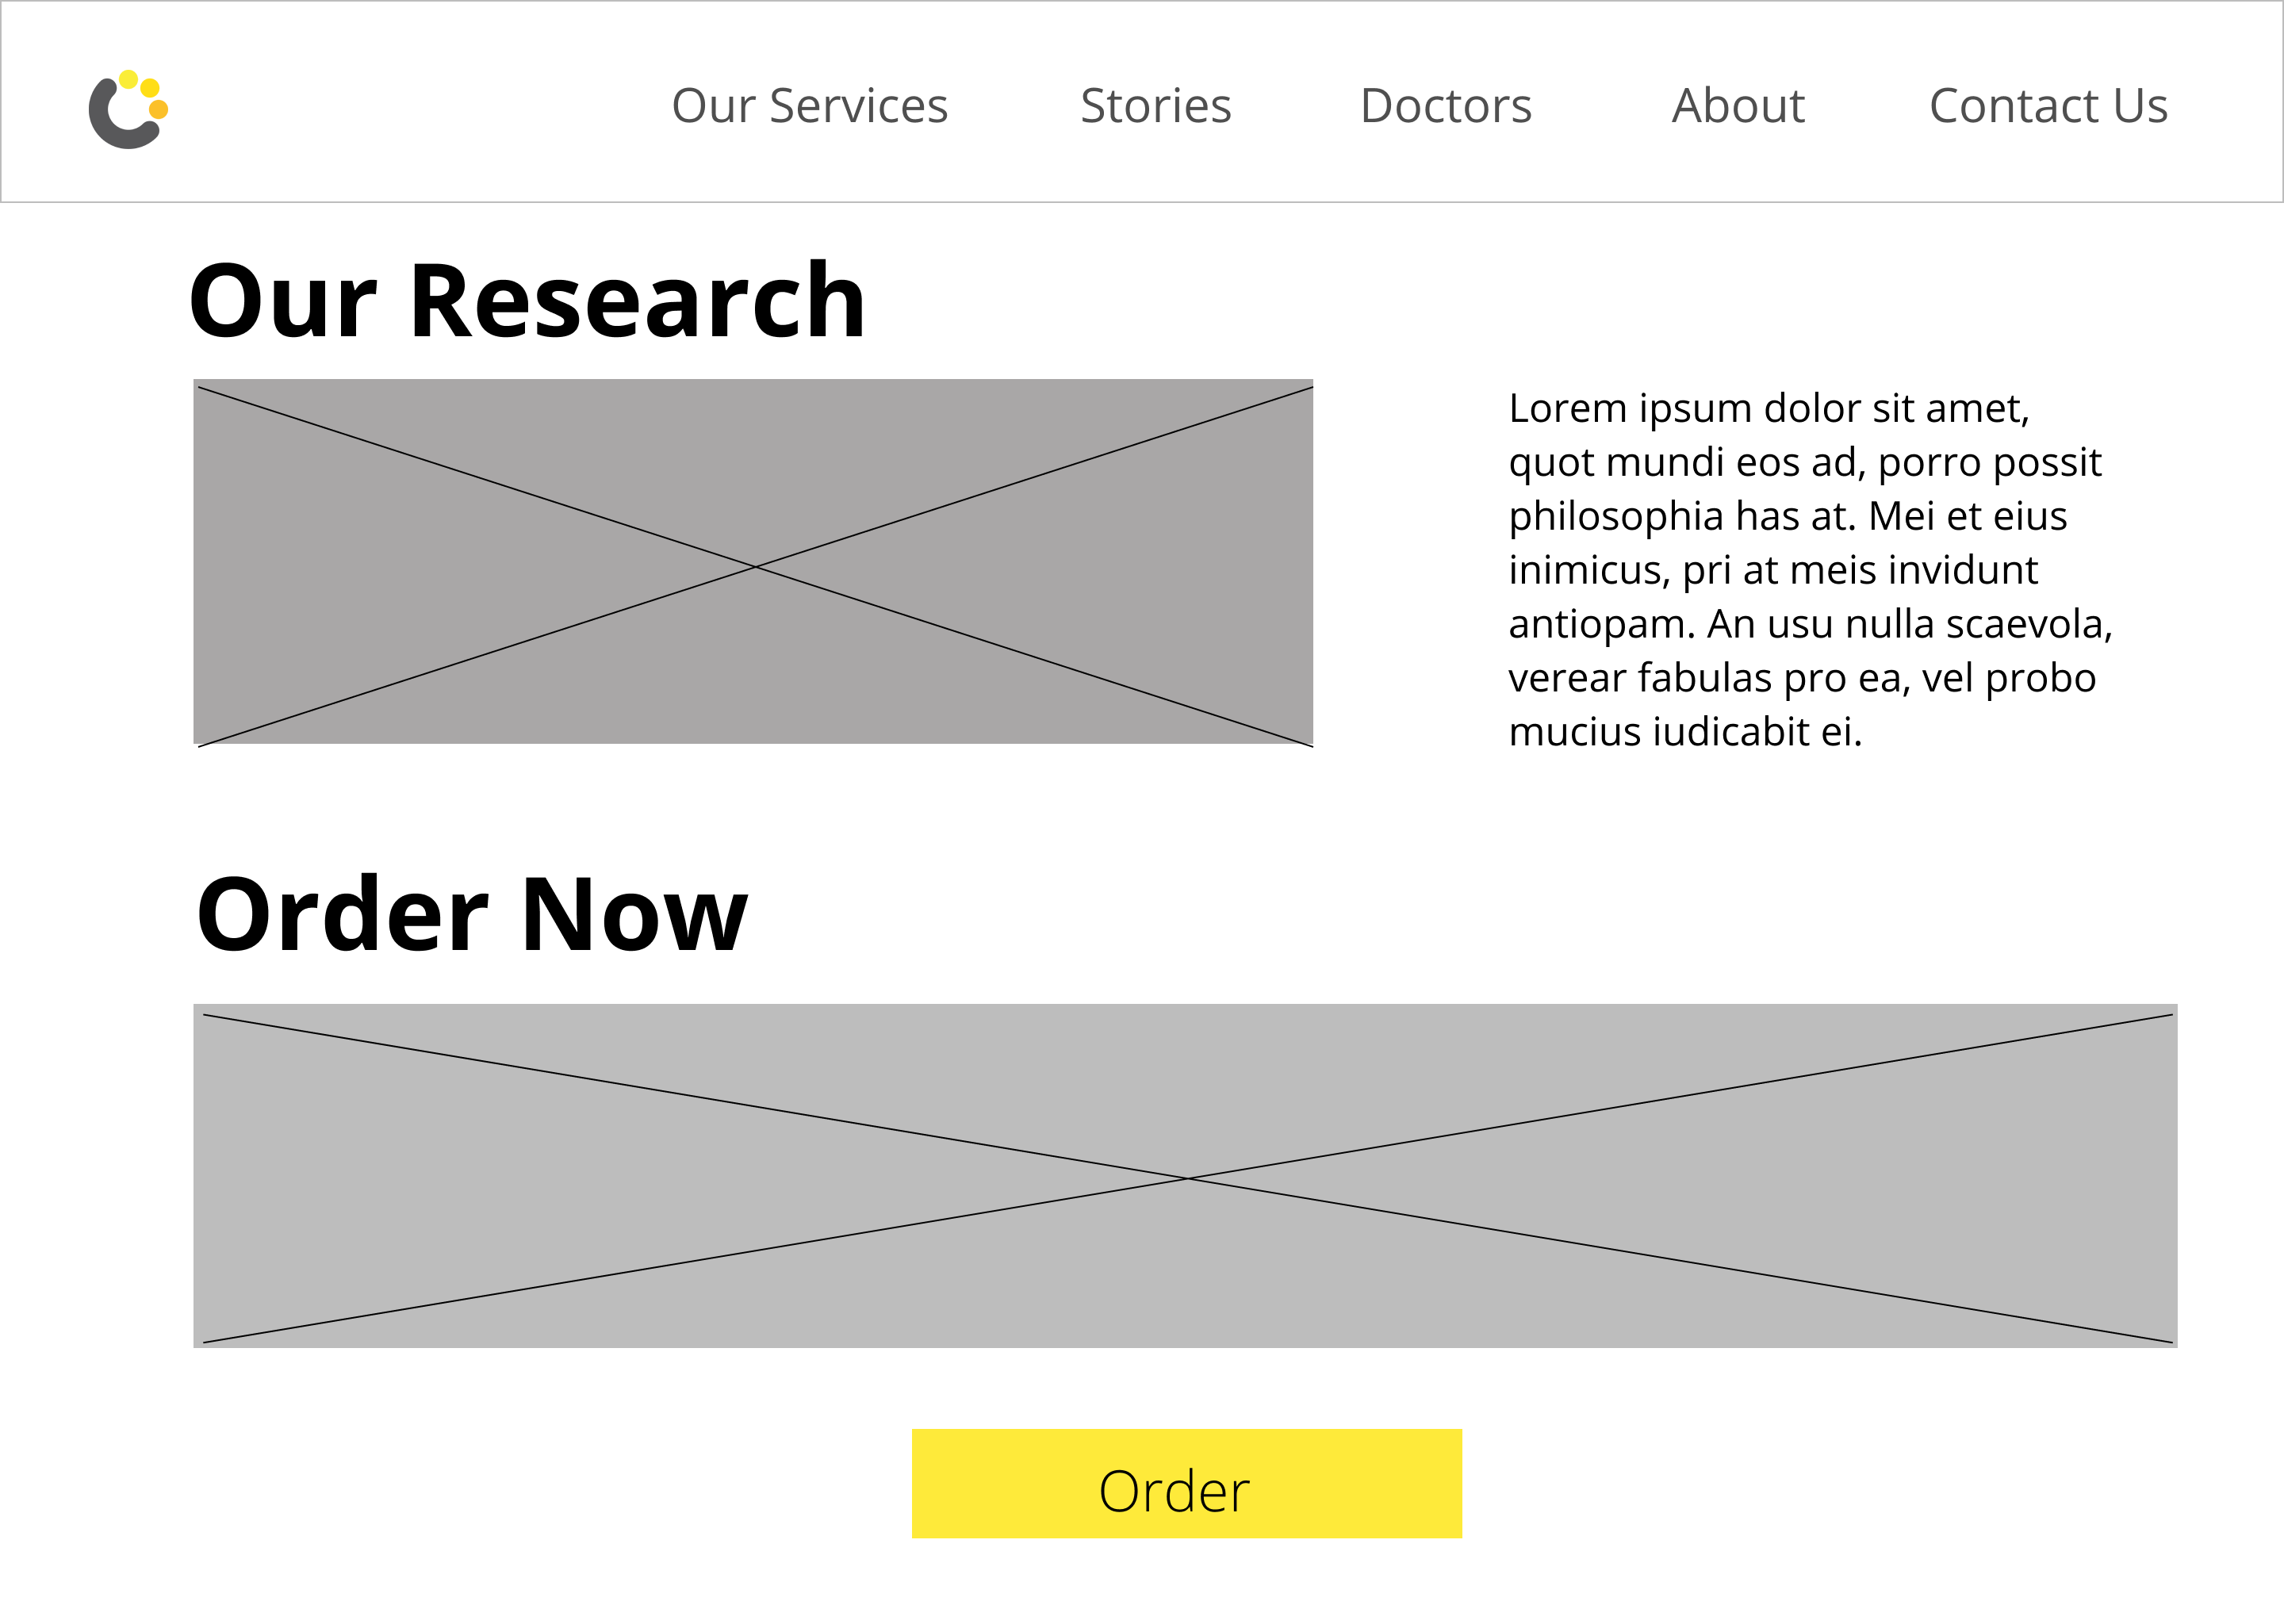 Our Services Stories Doctors About Contact Us
Our Research
Lorem ipsum dolor sit amet,
quot mundi eos ad, porro possit
philosophia has at. Mei et eius
inimicus, pri at meis invidunt
antiopam. An usu nulla scaevola,
verear fabulas pro ea, vel probo
mucius iudicabit ei.
Order Now
Order